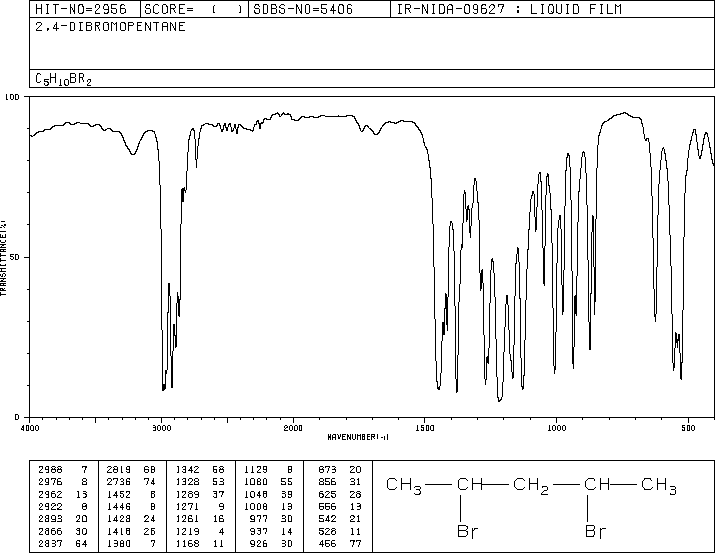 HIT-NO=2956 SCORE= ( ) SDBS-NO=5406 IR-NIDA-09627 : LIQUID FILM
2,4-DIBROMOPENTANE
C5H10BR2
100
50
0
TRANSMITTANCE(%)
4000 3000 2000 1500 1000 500
WAVENUMBER(-1)
2988 7 2819 68 1342 68 1129 8 873 20
2976 8 2736 74 1328 53 1080 55 856 31
2962 13 1452 8 1289 37 1048 39 625 28
2922 8 1446 8 1271 9 1008 13 556 13
2893 20 1428 24 1261 16 977 30 542 21
2866 30 1418 26 1219 4 937 14 528 11
2837 64 1380 7 1168 11 926 30 456 77
CH3 CH CH2 CH CH3
Br Br